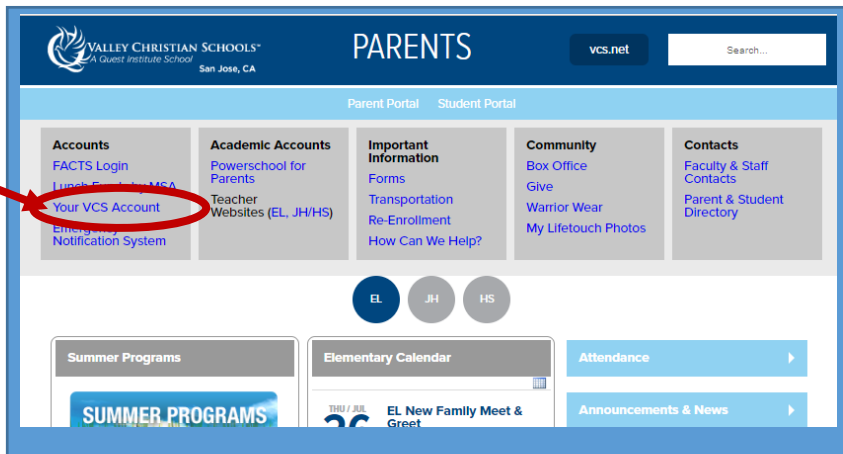 VALLEY CHRISTIAN SCHOOLS
A Quest Institute School
San Jose, CA
PARENTS
vcs.net
Search...
Parent Portal Student Portal
Accounts
FACTS Login
Lunch by MSA
Your VCS Account
Emergency
Notification System
Academic Accounts
Powerschool for
Parents
Teacher
Websites (EL, JH/HS)
Important
Information
Forms
Transportation
Re-Enrollment
How Can We Help?
Community
Box Office
Give
Warrior Wear
My Lifetouch Photos
Contacts
Faculty & Staff
Contacts
Parent & Student
Directory
EL JH HS
Summer Programs
SUMMER PROGRAMS
Elementary Calendar
THU / JUL
26
EL New Family Meet &
Greet
Attendance
Announcements & News